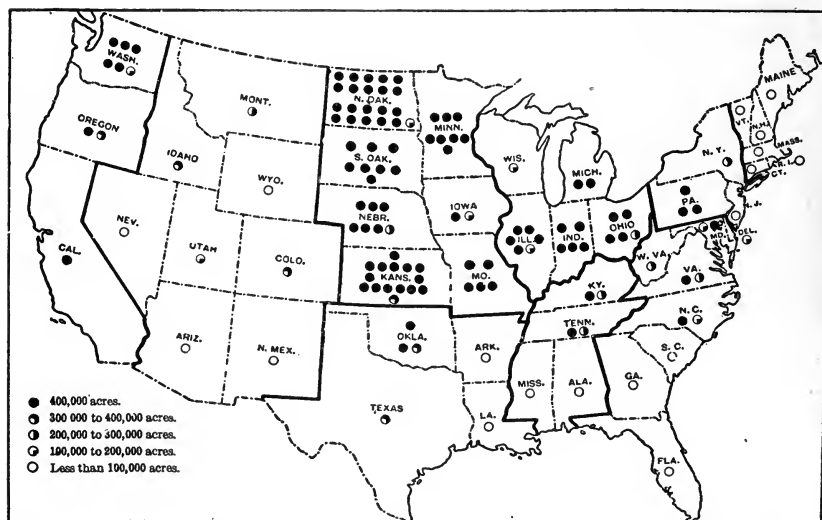 WASH.
OREGON
CAL.
NEV.
IDAHO
MONT.
WYO.
UTAH
COLO.
ARIZ.
N. MEX.
N. DAK.
S. DAK.
NEBR.
KANS.
OKLA.
TEXAS
MINN.
IOWA
MO.
ARK.
LA.
WIS.
ILL.
MICH.
IND.
OHIO
KY.
TENN.
MISS.
ALA.
GA.
FLA.
S. C.
N. C.
VA.
W. VA.
MD.
DEL.
PA.
N. J.
N. Y.
CT.
R. I.
MASS.
VT.
N.H.
MAINE
400,000 acres.
300 000 to 400,000 acres.
200,000 to 300,000 acres.
100,000 to 200,000 acres.
Less than 100,000 acres.